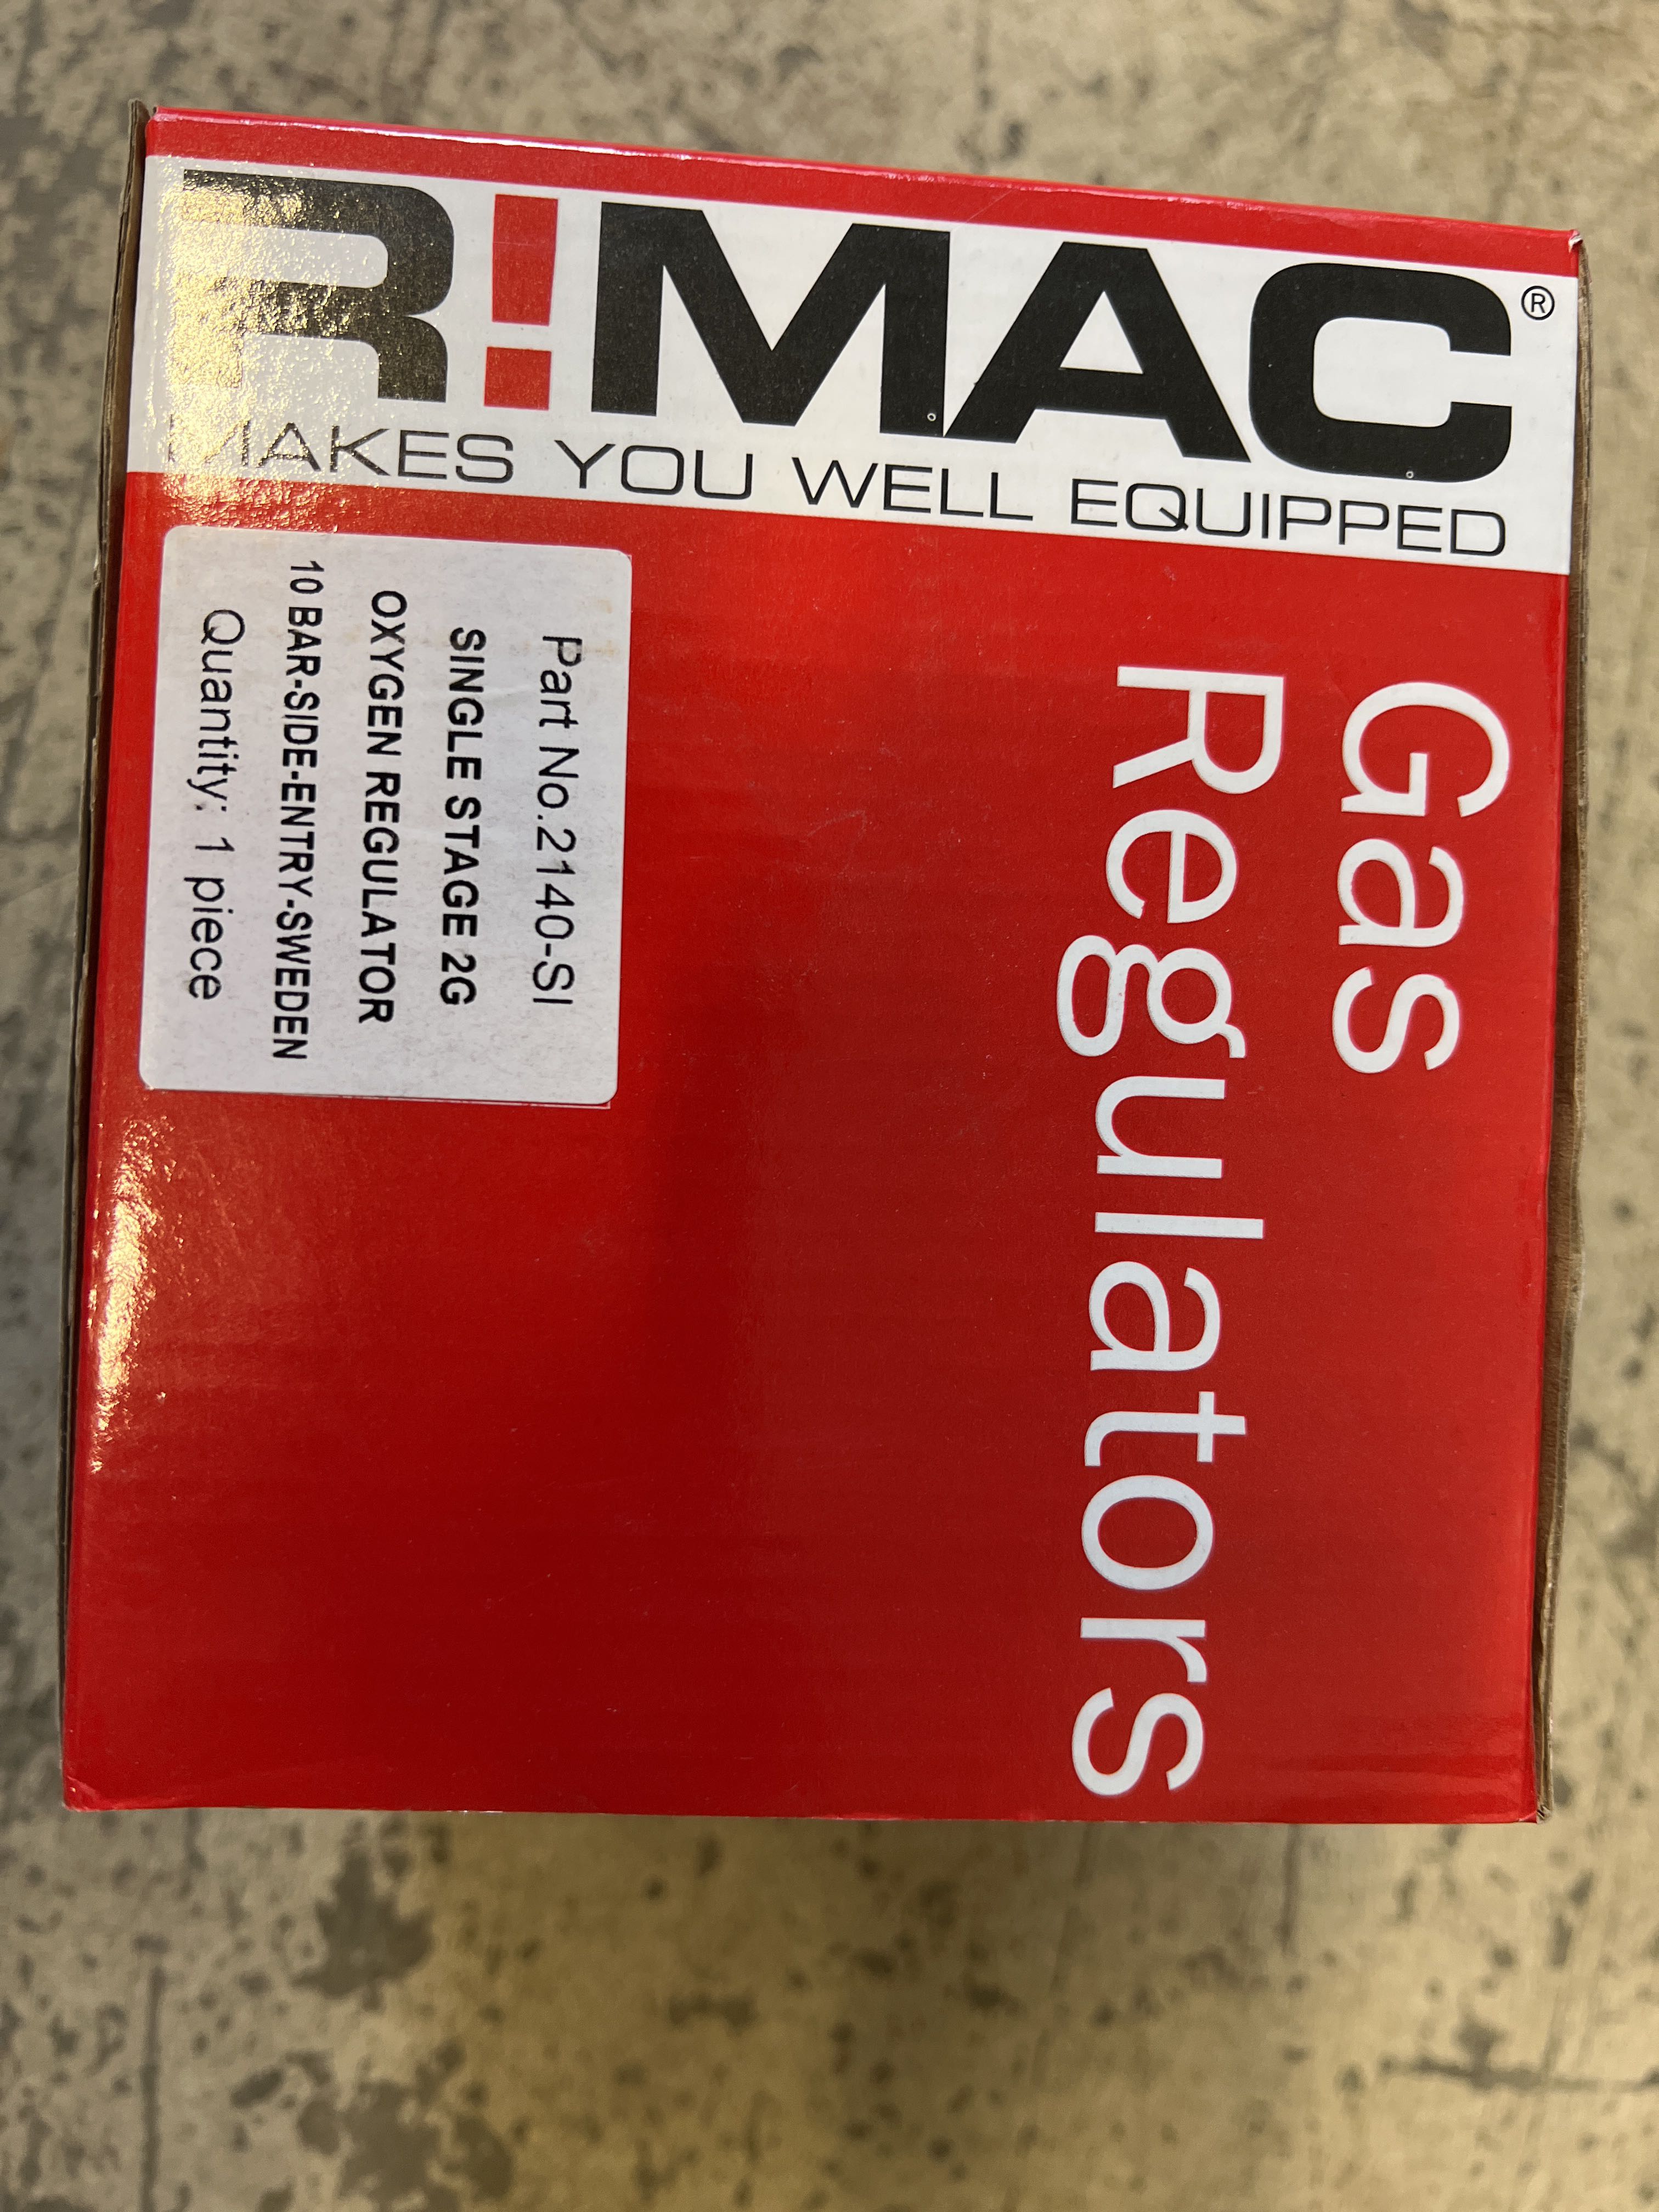 R!MAC®
MAKES YOU WELL EQUIPPED
Gas
Regulators
Part No.2140-SI
SINGLE STAGE 2G
OXYGEN REGULATOR
10 BAR-SIDE-ENTRY-SWEDEN
Quantity: 1 piece